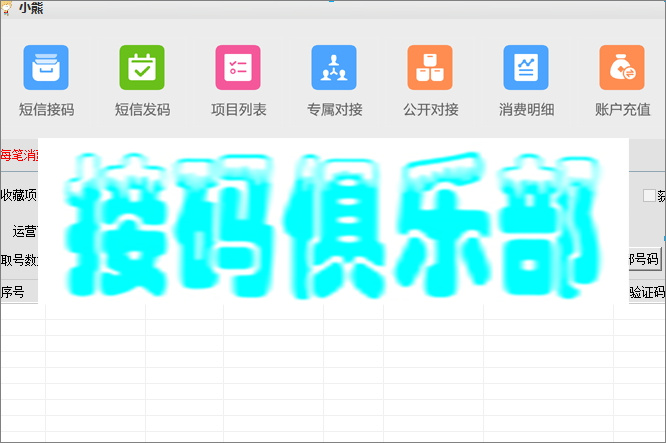 小熊
短信接码 短信发码 项目列表 专属对接 公开对接 消费明细 账户充值
每笔消
接码俱乐部
收藏项
运营
取号数 号码
序号 验证码